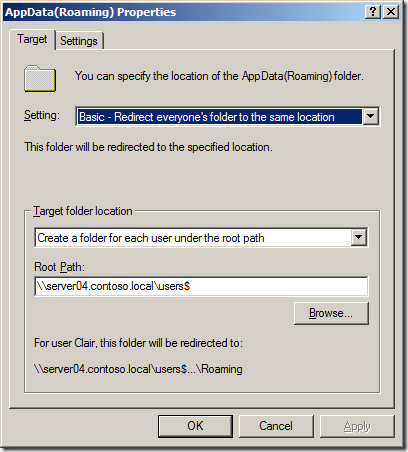 AppData(Roaming) Properties
Target
Settings
You can specify the location of the AppData(Roaming) folder.
Setting:
Basic - Redirect everyone's folder to the same location
This folder will be redirected to the specified location.
Target folder location
Create a folder for each user under the root path
Root Path:
\\server04.contoso.local\users$
Browse...
For user Clair, this folder will be redirected to:
\\server04.contoso.local\users$...\Roaming
OK
Cancel
Apply